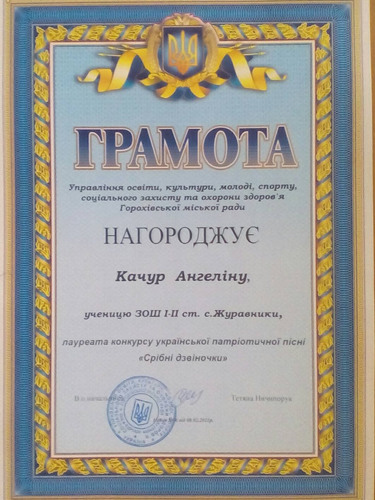 ГРАМОТА
Управління освіти, культури, молоді, спорту,
соціального захисту та охорони здоров'я
Горохівської міської ради
НАГОРОДЖУЄ
Качур Ангеліну,
ученицю ЗОШ І-ІІ ст. с.Журавники,
лауреата конкурсу української патріотичної пісні
«Срібні дзвіночки»
Тетяна Ничипорук